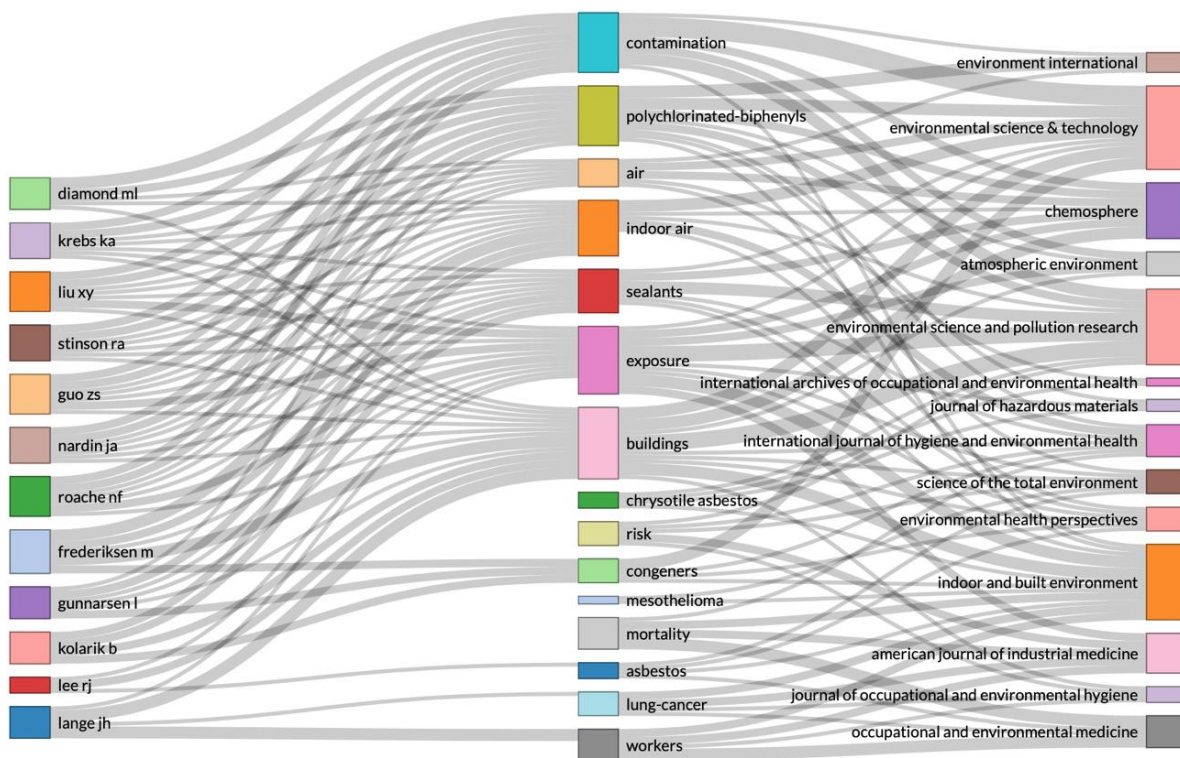 diamond ml
krebs ka
liu xy
stinson ra
guo zs
nardin ja
roache nf
frederiksen m
gunnarsen l
kolarik b
lee rj
lange jh
contamination
polychlorinated-biphenyls
air
indoor air
sealants
exposure
buildings
chrysotile asbestos
risk
congeners
mesothelioma
mortality
asbestos
lung-cancer
workers
environment international
environmental science & technology
chemosphere
atmospheric environment
environmental science and pollution research
international archives of occupational and environmental health
journal of hazardous materials
international journal of hygiene and environmental health
science of the total environment
environmental health perspectives
indoor and built environment
american journal of industrial medicine
journal of occupational and environmental hygiene
occupational and environmental medicine